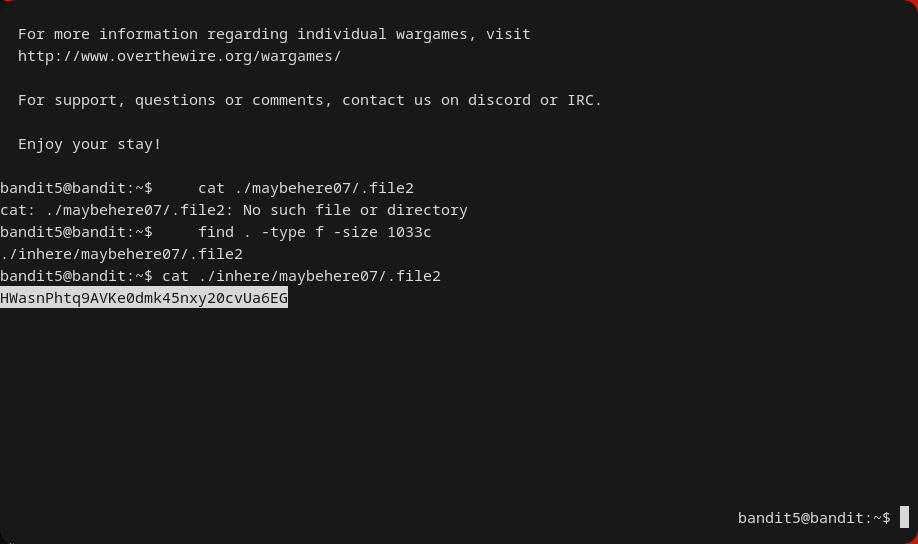 For more information regarding individual wargames, visit
http://www.overthewire.org/wargames/
For support, questions or comments, contact us on discord or IRC.
Enjoy your stay!
bandit5@bandit:~$     cat ./maybehere07/.file2
cat: ./maybehere07/.file2: No such file or directory
bandit5@bandit:~$     find . -type f -size 1033c
./inhere/maybehere07/.file2
bandit5@bandit:~$ cat ./inhere/maybehere07/.file2
HWasnPhtq9AVKe0dmk45nxy20cvUa6EG
bandit5@bandit:~$